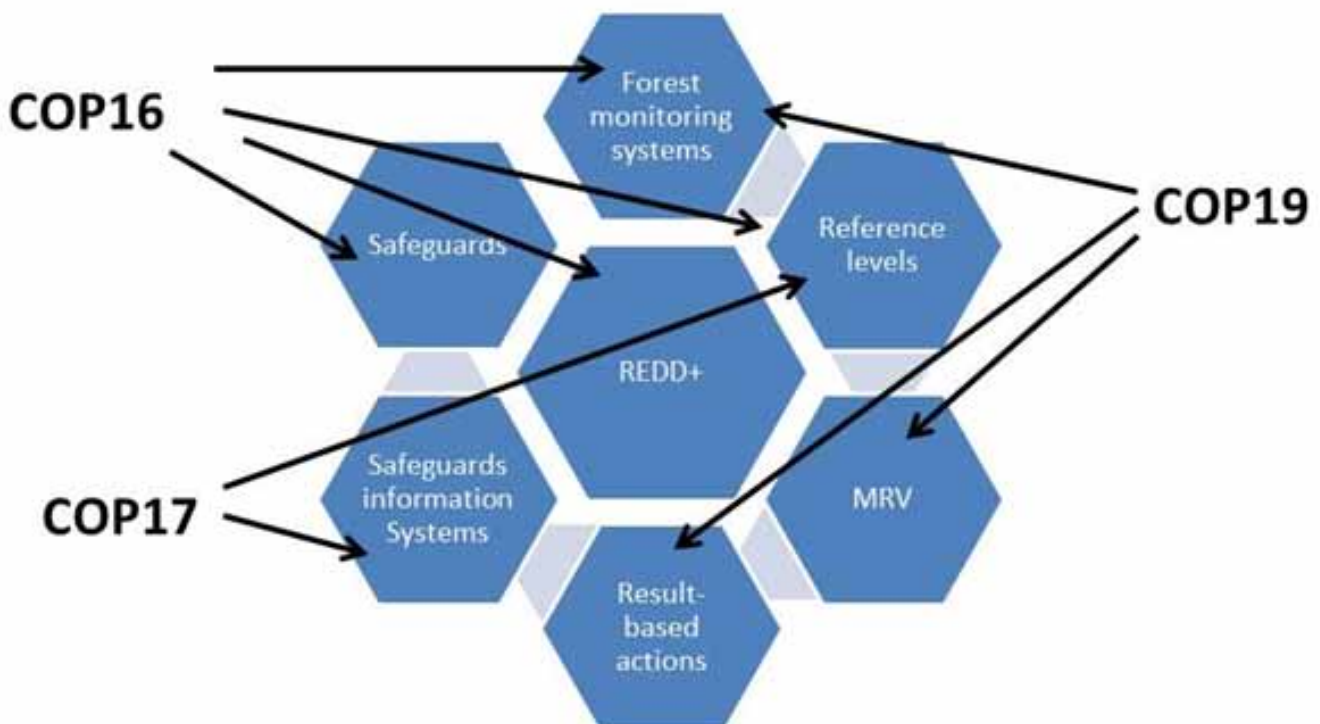 Forest
monitoring
systems
COP16
Safeguards
Reference
levels
COP19
REDD+
Safeguards
information
Systems
COP17
MRV
Result-
based
actions